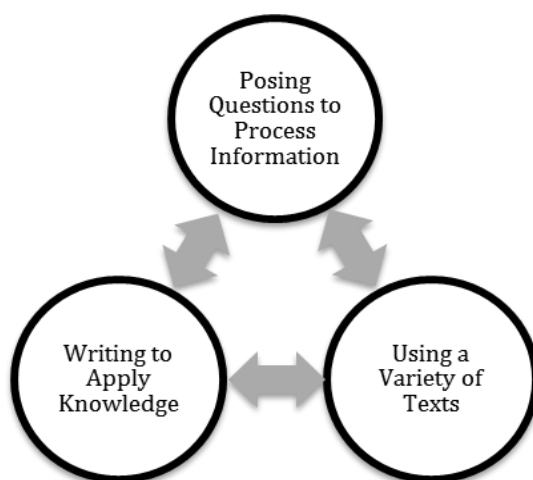 Posing
Questions to
Process
Information
Writing to
Apply
Knowledge
Using a
Variety of
Texts